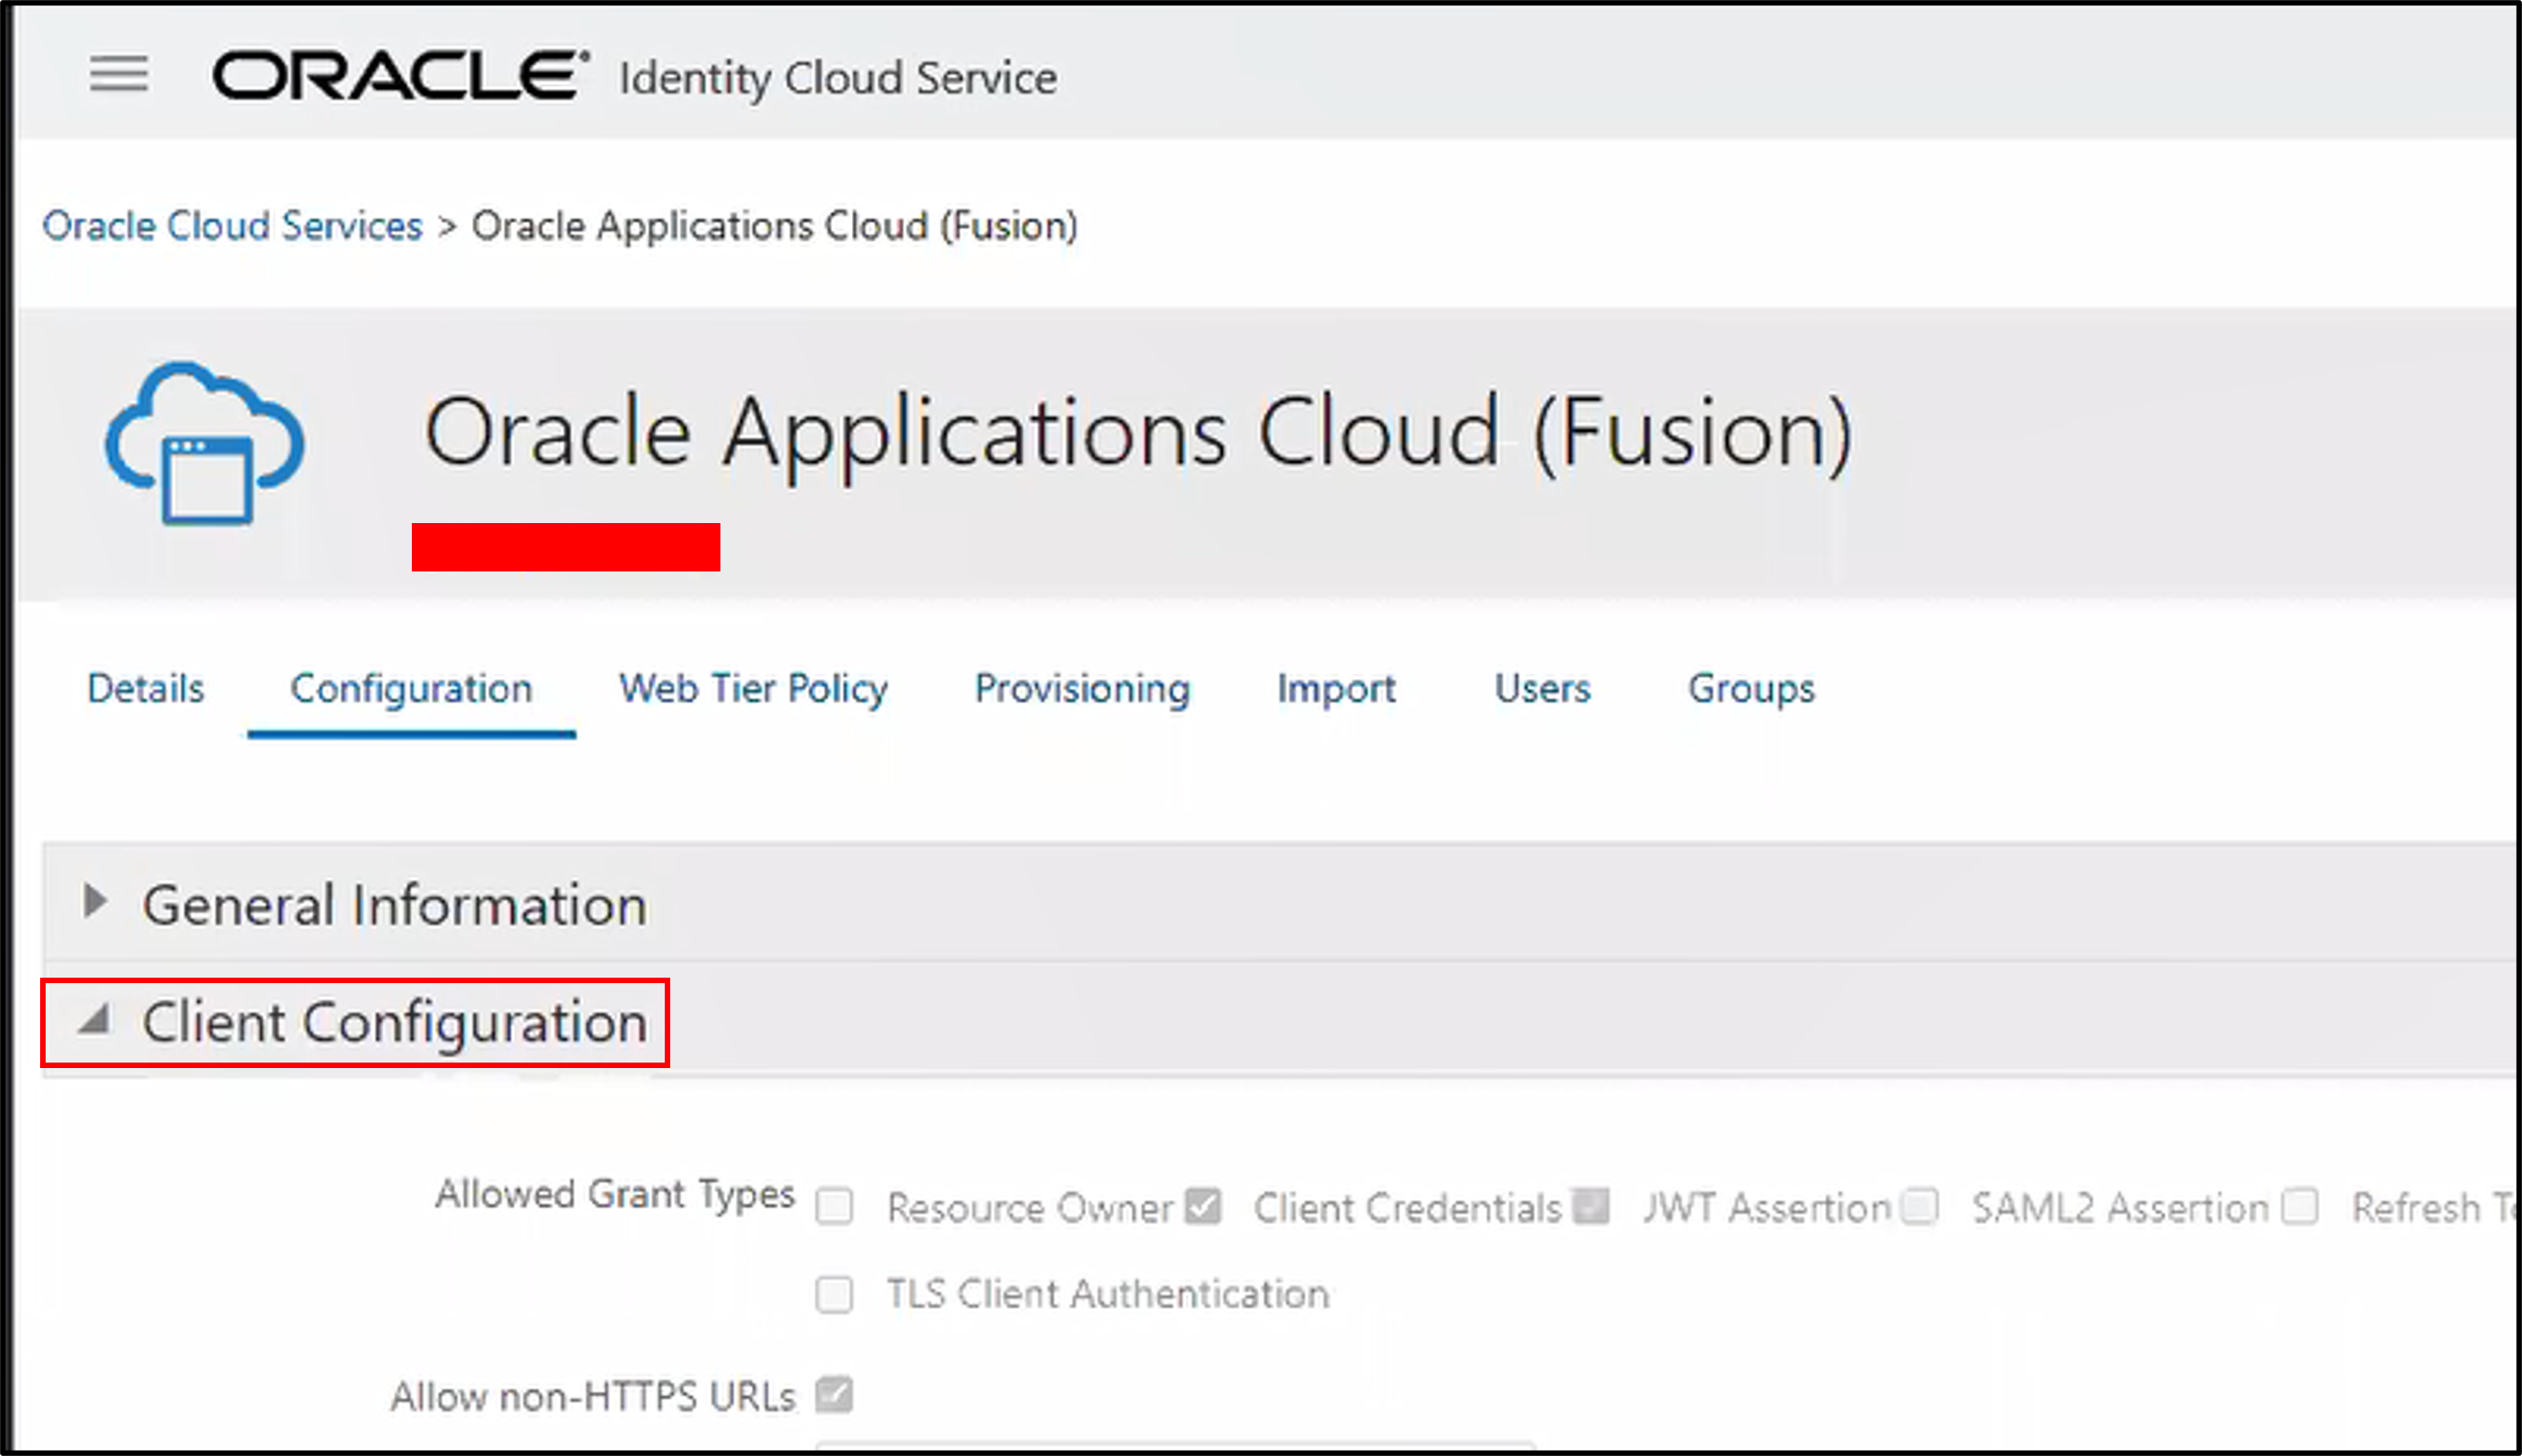 ORACLE® Identity Cloud Service
Oracle Cloud Services > Oracle Applications Cloud (Fusion)
Oracle Applications Cloud (Fusion)
Details Configuration Web Tier Policy Provisioning Import Users Groups
General Information
Client Configuration
Allowed Grant Types Resource Owner Client Credentials JWT Assertion SAML2 Assertion Refresh
TLS Client Authentication
Allow non-HTTPS URLs